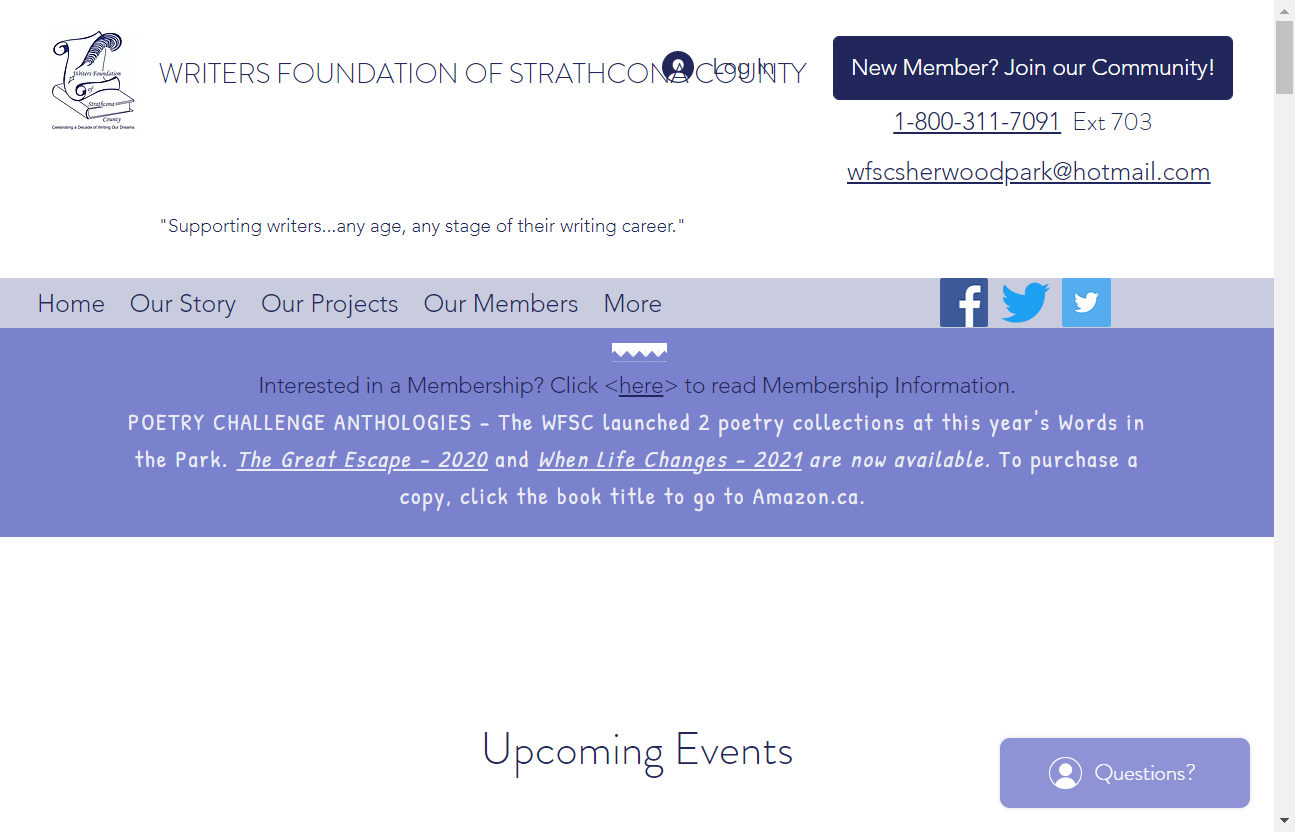 Writers Foundation
of
Strathcona
County
Celebrating a Decade of Writing Our Dreams
WRITERS FOUNDATION OF STRATHCONA COUNTY
Log In
New Member? Join our Community!
1-800-311-7091 Ext 703
wfscsherwoodpark@hotmail.com
"Supporting writers...any age, any stage of their writing career."
Home Our Story Our Projects Our Members More
Interested in a Membership? Click <here> to read Membership Information.
POETRY CHALLENGE ANTHOLOGIES - The WFSC launched 2 poetry collections at this year's Words in
the Park. The Great Escape - 2020 and When Life Changes - 2021 are now available. To purchase a
copy, click the book title to go to Amazon.ca.
Upcoming Events
Questions?